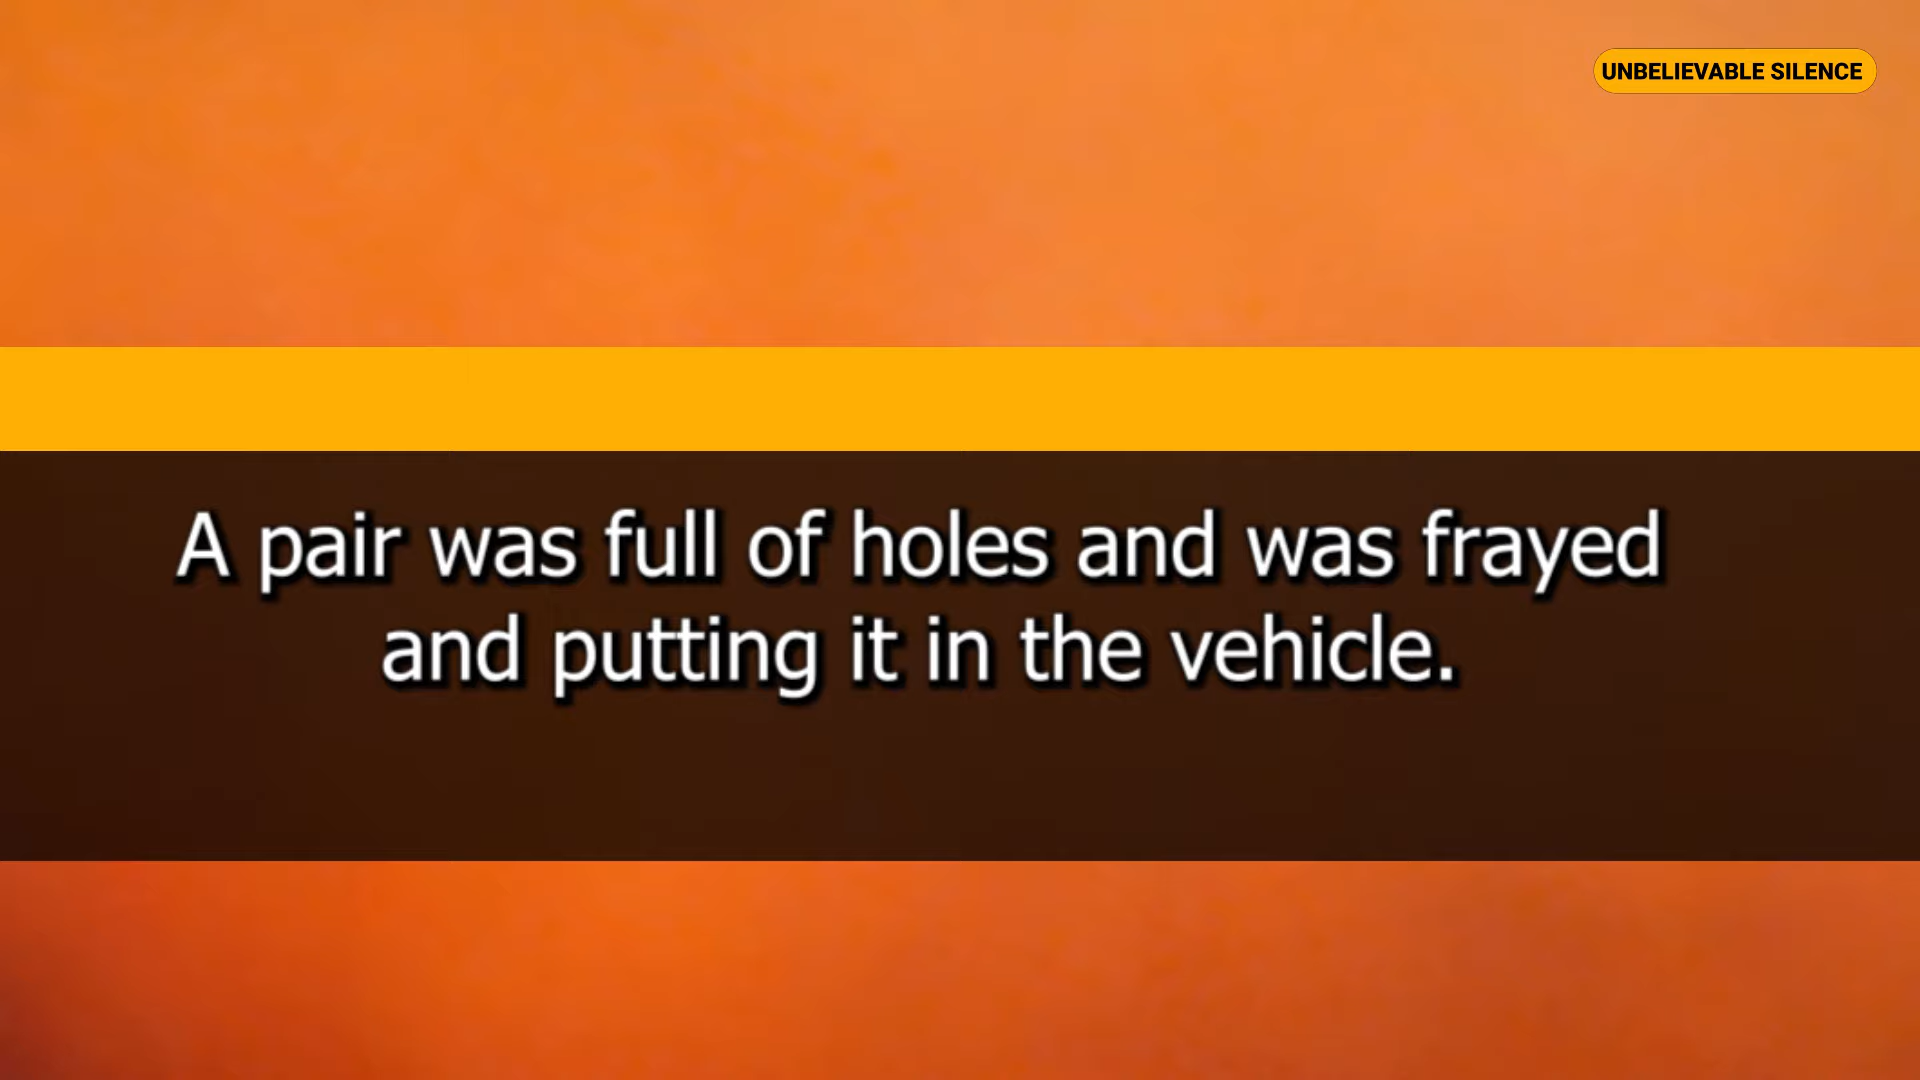 UNBELIEVABLE SILENCE
A pair was full of holes and was frayed
and putting it in the vehicle.